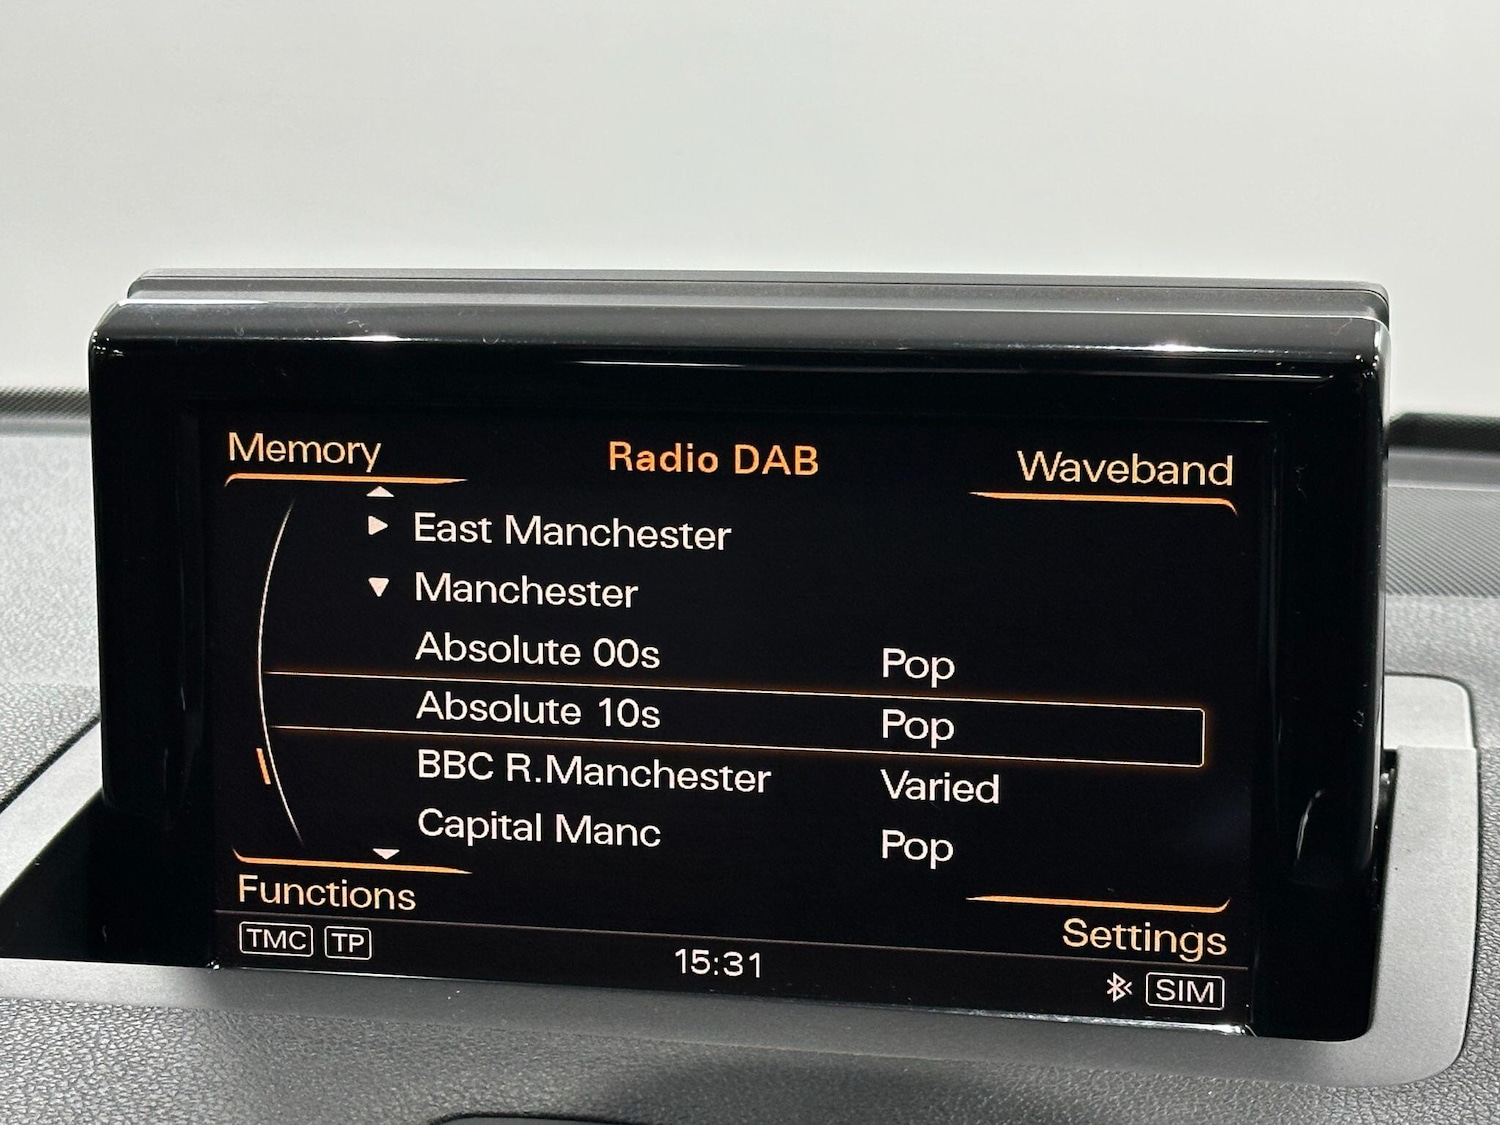 Memory Radio DAB Waveband
East Manchester
Manchester
Absolute 00s Pop
Absolute 10s Pop
BBC R.Manchester Varied
Capital Manc Pop
Functions
Settings
TMC TP 15:31 SIM